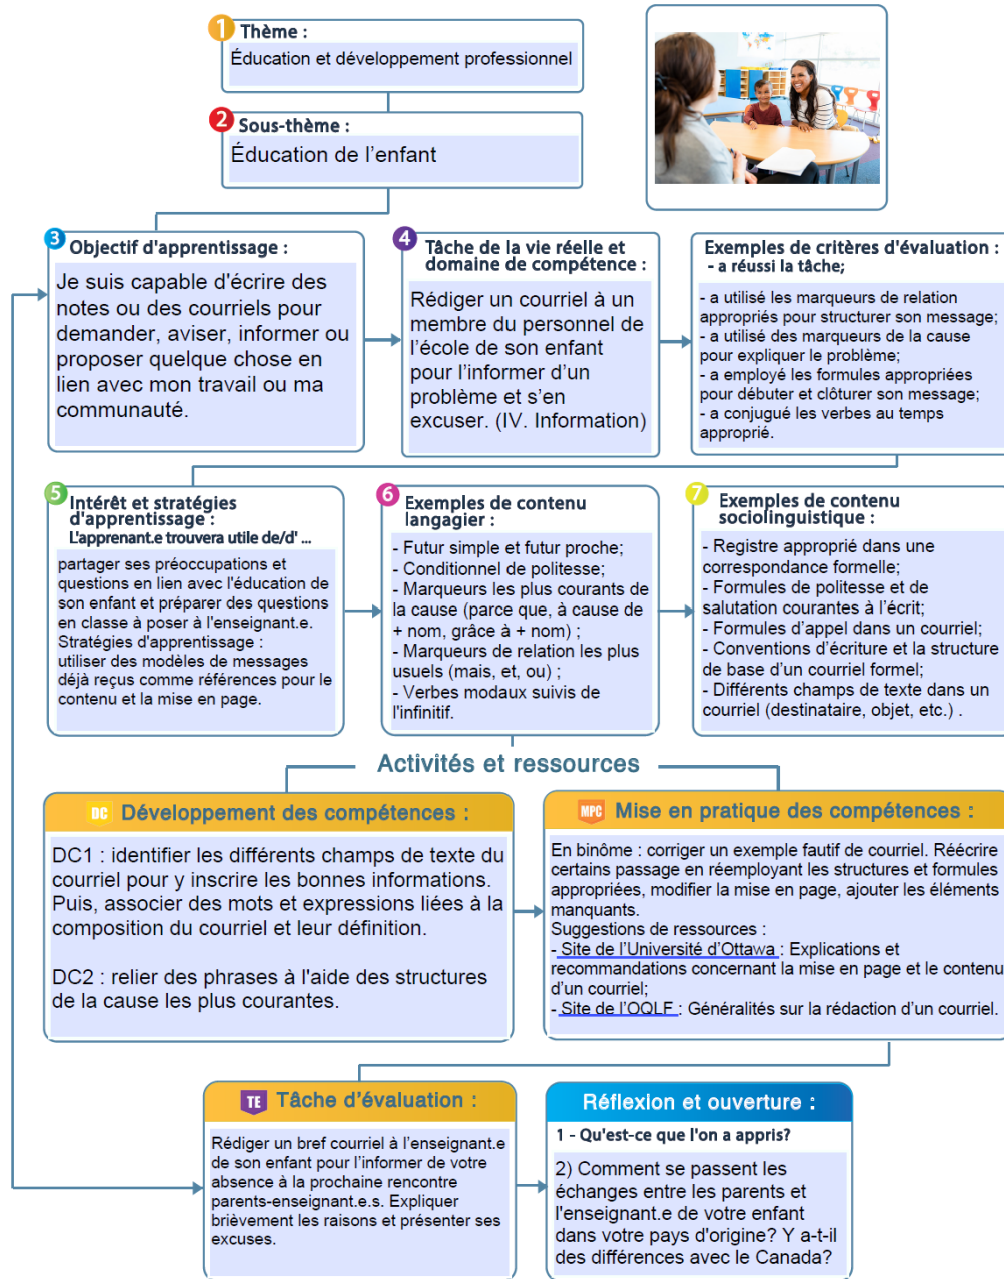 1 Thème :
Éducation et développement professionnel
2 Sous-thème :
Éducation de l'enfant
3 Objectif d'apprentissage :
Je suis capable d'écrire des
notes ou des courriels pour
demander, aviser, informer ou
proposer quelque chose en
lien avec mon travail ou ma
communauté.
4 Tâche de la vie réelle et
domaine de compétence :
Rédiger un courriel à un
membre du personnel de
l'école de son enfant
pour l'informer d'un
problème et s'en
excuser. (IV. Information)
Exemples de critères d'évaluation :
- a réussi la tâche;
- a utilisé les marqueurs de relation
appropriés pour structurer son message;
- a utilisé des marqueurs de la cause
pour expliquer le problème;
- a employé les formules appropriées
pour débuter et clôturer son message;
- a conjugué les verbes au temps
approprié.
5 Intérêt et stratégies
d'apprentissage :
L'apprenant.e trouvera utile de/d' ...
partager ses préoccupations et
questions en lien avec l'éducation de
son enfant et préparer des questions
en classe à poser à l'enseignant.e.
Stratégies d'apprentissage :
utiliser des modèles de messages
déjà reçus comme références pour le
contenu et la mise en page.
6 Exemples de contenu
langagier :
- Futur simple et futur proche;
- Conditionnel de politesse;
- Marqueurs les plus courants de
la cause (parce que, à cause de
+ nom, grâce à + nom) ;
- Marqueurs de relation les plus
usuels (mais, et, ou) ;
- Verbes modaux suivis de
l'infinitif.
7 Exemples de contenu
sociolinguistique :
- Registre approprié dans une
correspondance formelle;
- Formules de politesse et de
salutation courantes à l'écrit;
- Formules d'appel dans un courriel;
- Conventions d'écriture et la structure
de base d'un courriel formel;
- Différents champs de texte dans un
courriel (destinataire, objet, etc.) .
Activités et ressources
DC Développement des compétences :
DC1 : identifier les différents champs de texte du
courriel pour y inscrire les bonnes informations.
Puis, associer des mots et expressions liées à la
composition du courriel et leur définition.
DC2 : relier des phrases à l'aide des structures
de la cause les plus courantes.
MPC Mise en pratique des compétences :
En binôme : corriger un exemple fautif de courriel. Réécrire
certains passage en réemployant les structures et formules
appropriées, modifier la mise en page, ajouter les éléments
manquants.
Suggestions de ressources :
- Site de l'Université d'Ottawa : Explications et
recommandations concernant la mise en page et le contenu
d'un courriel;
- Site de l'OQLF : Généralités sur la rédaction d'un courriel.
TE Tâche d'évaluation :
Rédiger un bref courriel à l'enseignant.e
de son enfant pour l'informer de votre
absence à la prochaine rencontre
parents-enseignant.e.s. Expliquer
brièvement les raisons et présenter ses
excuses.
Réflexion et ouverture :
1 - Qu'est-ce que l'on a appris?
2) Comment se passent les
échanges entre les parents et
l'enseignant.e de votre enfant
dans votre pays d'origine? Y a-t-il
des différences avec le Canada?